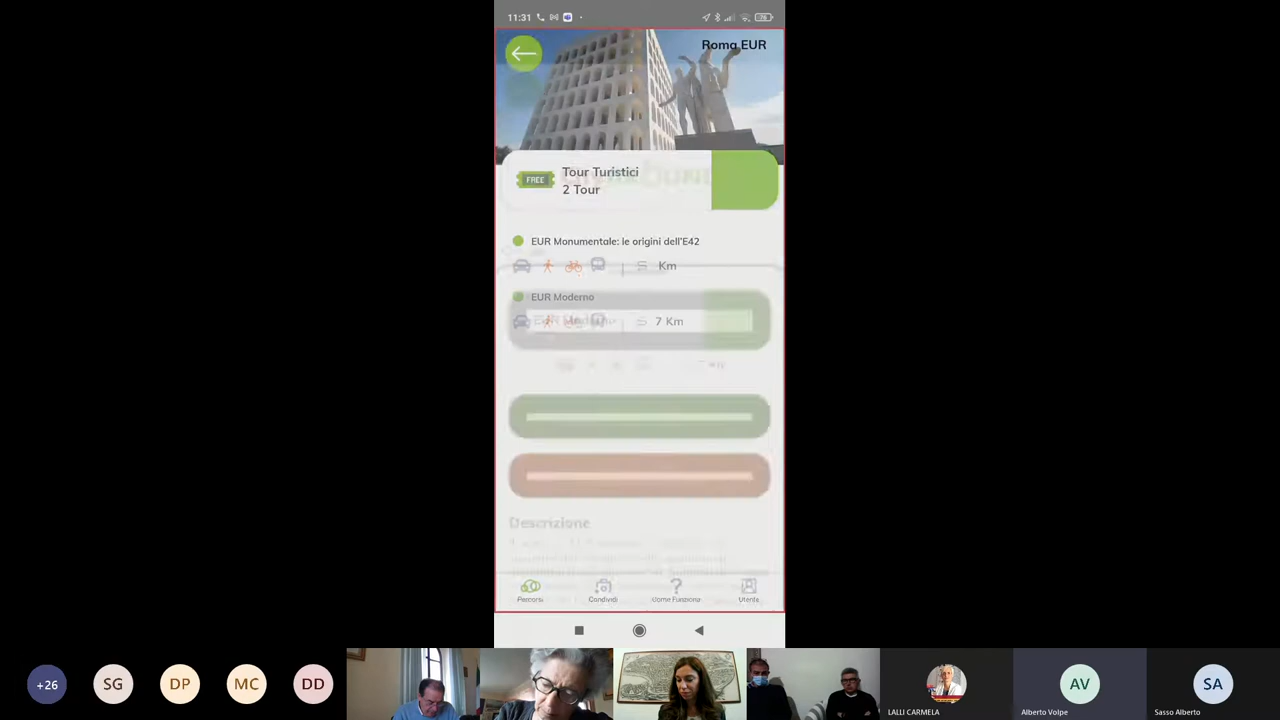 11:31
76
Roma EUR
FREE
Tour Turistici
2 Tour
EUR Monumentale: le origini dell'E42
Km
EUR Moderno
7 Km
Descrizione
Percorsi
Condividi
Come Funziona
Utente
+26
SG
DP
MC
DD
LALLI CARMELA
AV
Alberto Volpe
SA
Sasso Alberto